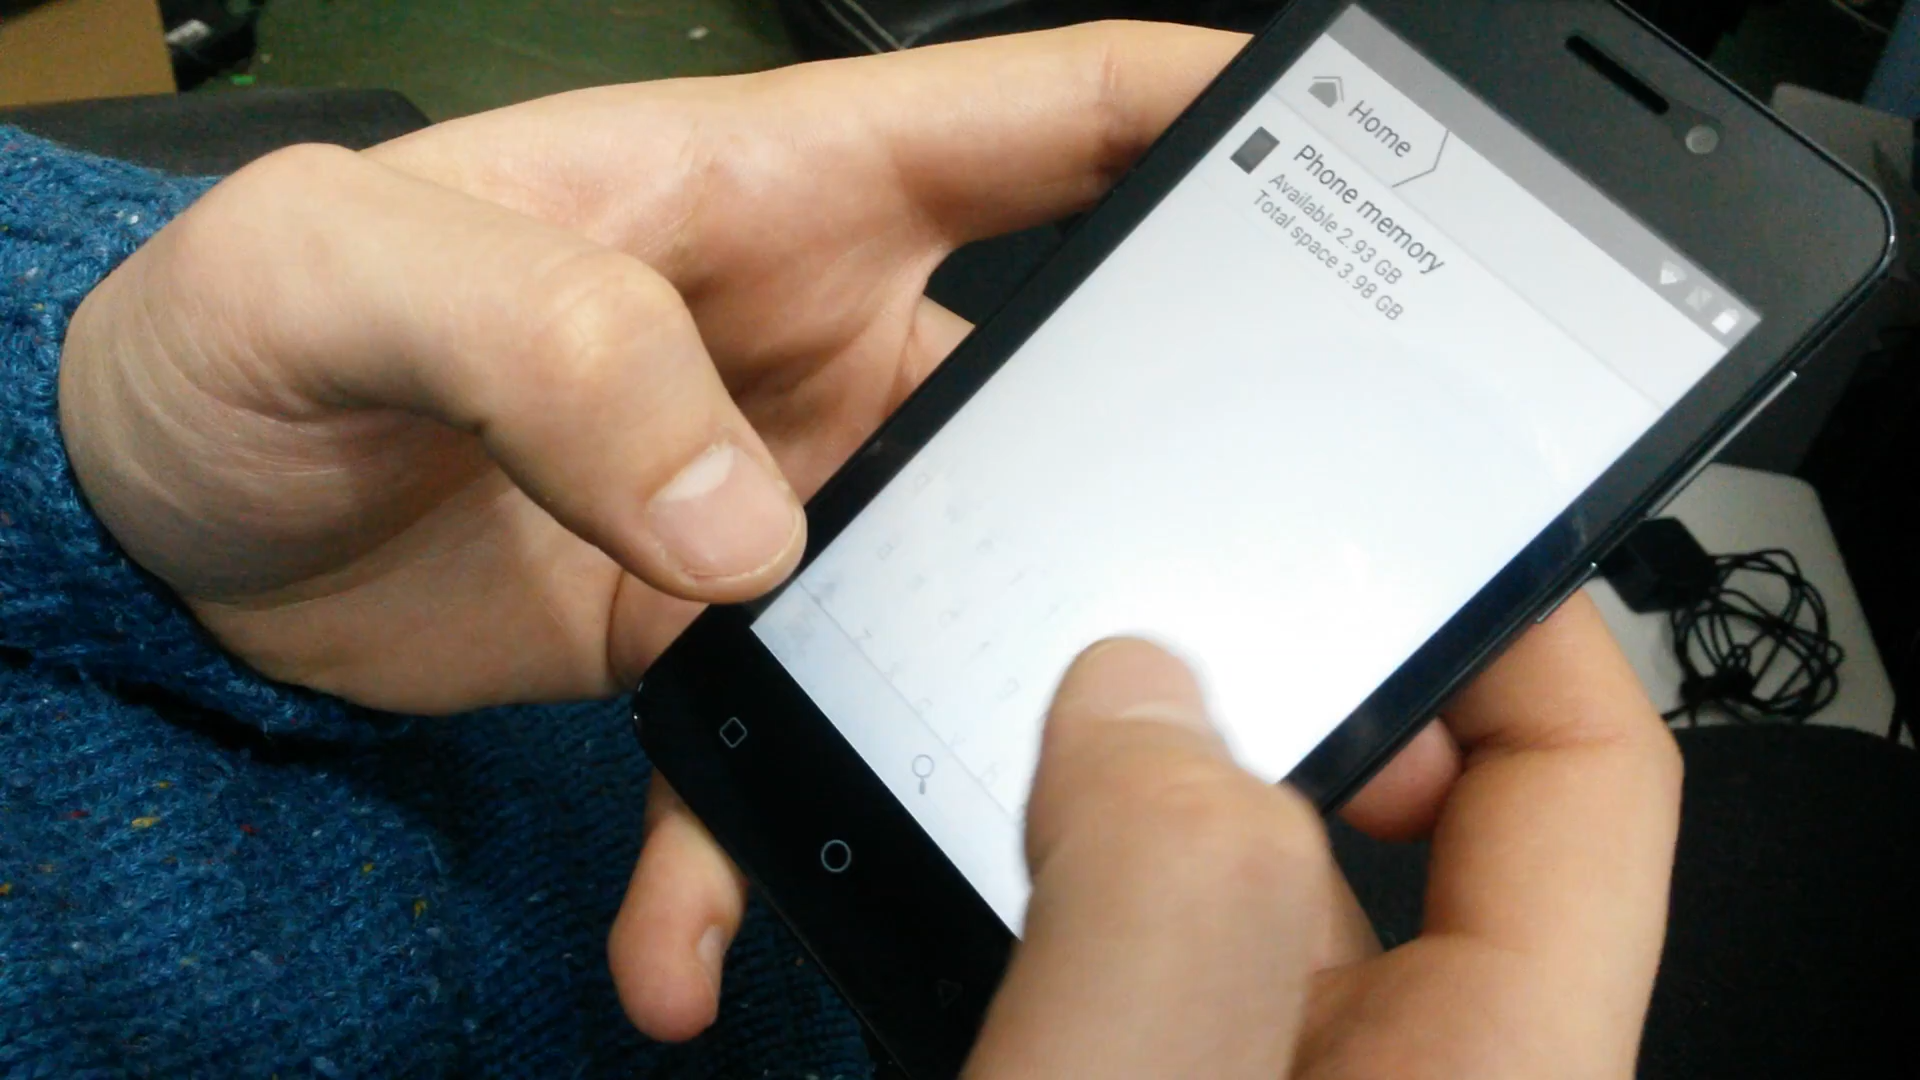 Home
Phone memory
Available 2.93 GB
Total space 3.98 GB